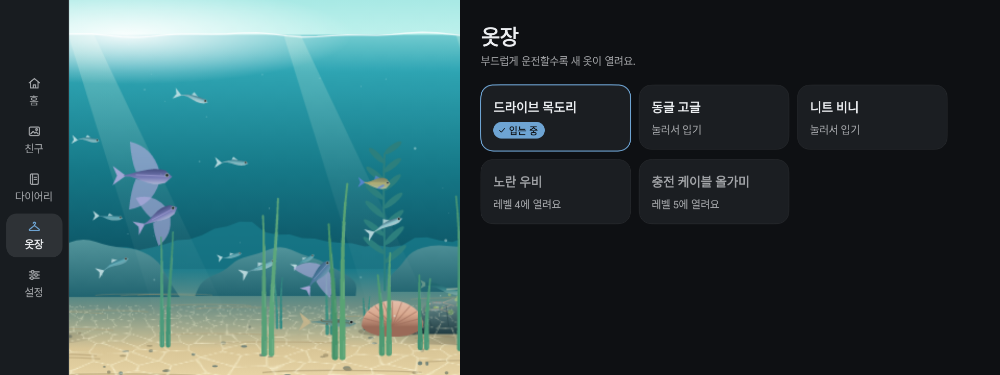 홈
친구
다이어리
옷장
설정
옷장
부드럽게 운전할수록 새 옷이 열려요.
드라이브 목도리
입는 중
동글 고글
눌러서 입기
니트 비니
눌러서 입기
노란 우비
레벨 4에 열려요
충전 케이블 올가미
레벨 5에 열려요